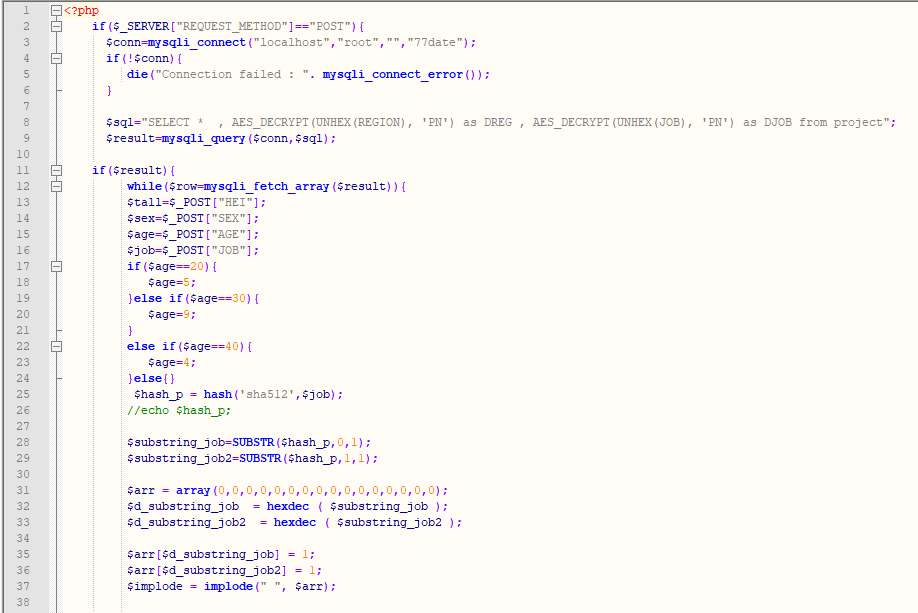 1 <?php
2 if($_SERVER["REQUEST_METHOD"]=="POST"){
3 $conn=mysqli_connect("localhost","root","","77date");
4 if(!$conn){
5 die("Connection failed : ". mysqli_connect_error());
6 }
7
8 $sql="SELECT *  , AES_DECRYPT(UNHEX(REGION), 'PN') as DREG , AES_DECRYPT(UNHEX(JOB), 'PN') as DJOB from project";
9 $result=mysqli_query($conn,$sql);
10
11 if($result){
12 while($row=mysqli_fetch_array($result)){
13 $tall=$_POST["HEI"];
14 $sex=$_POST["SEX"];
15 $age=$_POST["AGE"];
16 $job=$_POST["JOB"];
17 if($age==20){
18 $age=5;
19 }else if($age==30){
20 $age=9;
21 }
22 else if($age==40){
23 $age=4;
24 }else{}
25 $hash_p = hash('sha512',$job);
26 //echo $hash_p;
27
28 $substring_job=SUBSTR($hash_p,0,1);
29 $substring_job2=SUBSTR($hash_p,1,1);
30
31 $arr = array(0,0,0,0,0,0,0,0,0,0,0,0,0,0,0,0);
32 $d_substring_job  = hexdec ( $substring_job );
33 $d_substring_job2  = hexdec ( $substring_job2 );
34
35 $arr[$d_substring_job] = 1;
36 $arr[$d_substring_job2] = 1;
37 $implode = implode(" ", $arr);
38